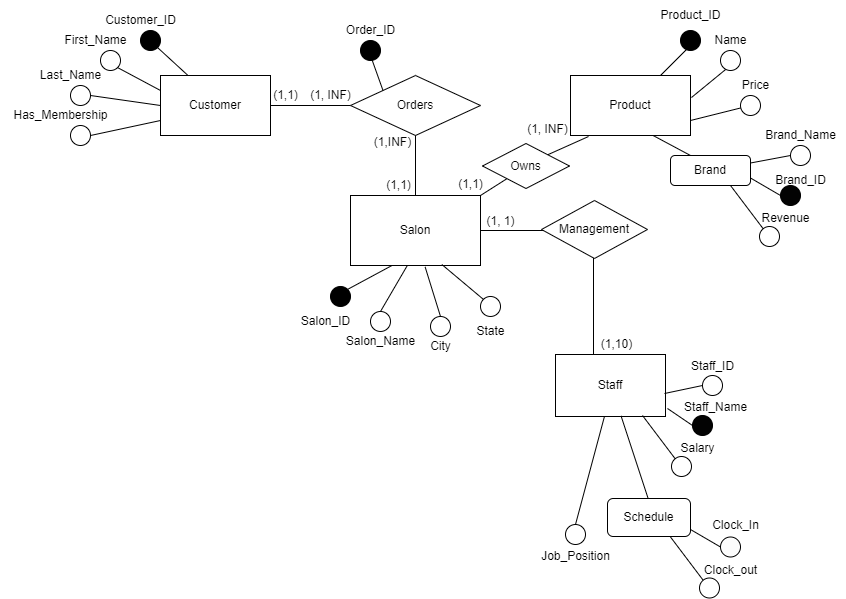 Customer_ID
First_Name
Last_Name
Has_Membership
Customer
(1,1)
(1, INF)
Order_ID
Orders
(1,INF)
(1,1)
Product_ID
Name
Price
Product
(1, INF)
Owns
(1,1)
Brand
Brand_Name
Brand_ID
Revenue
Salon
(1, 1)
Management
Salon_ID
Salon_Name
City
State
(1,10)
Staff
Staff_ID
Staff_Name
Salary
Schedule
Clock_In
Clock_out
Job_Position